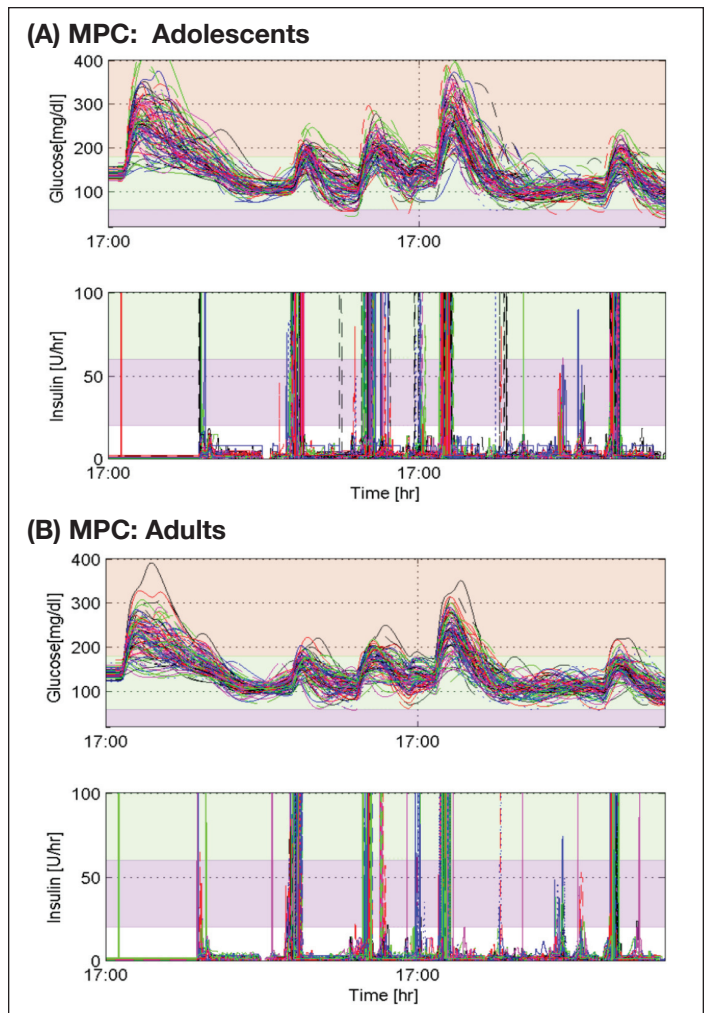 (A) MPC: Adolescents
400
300
200
100
Glucose[mg/dl]
17:00 17:00
100
50
0
Insulin [U/hr]
17:00 17:00
Time [hr]
(B) MPC: Adults
400
300
200
100
Glucose[mg/dl]
17:00 17:00
100
50
0
Insulin [U/hr]
17:00 17:00
Time [hr]